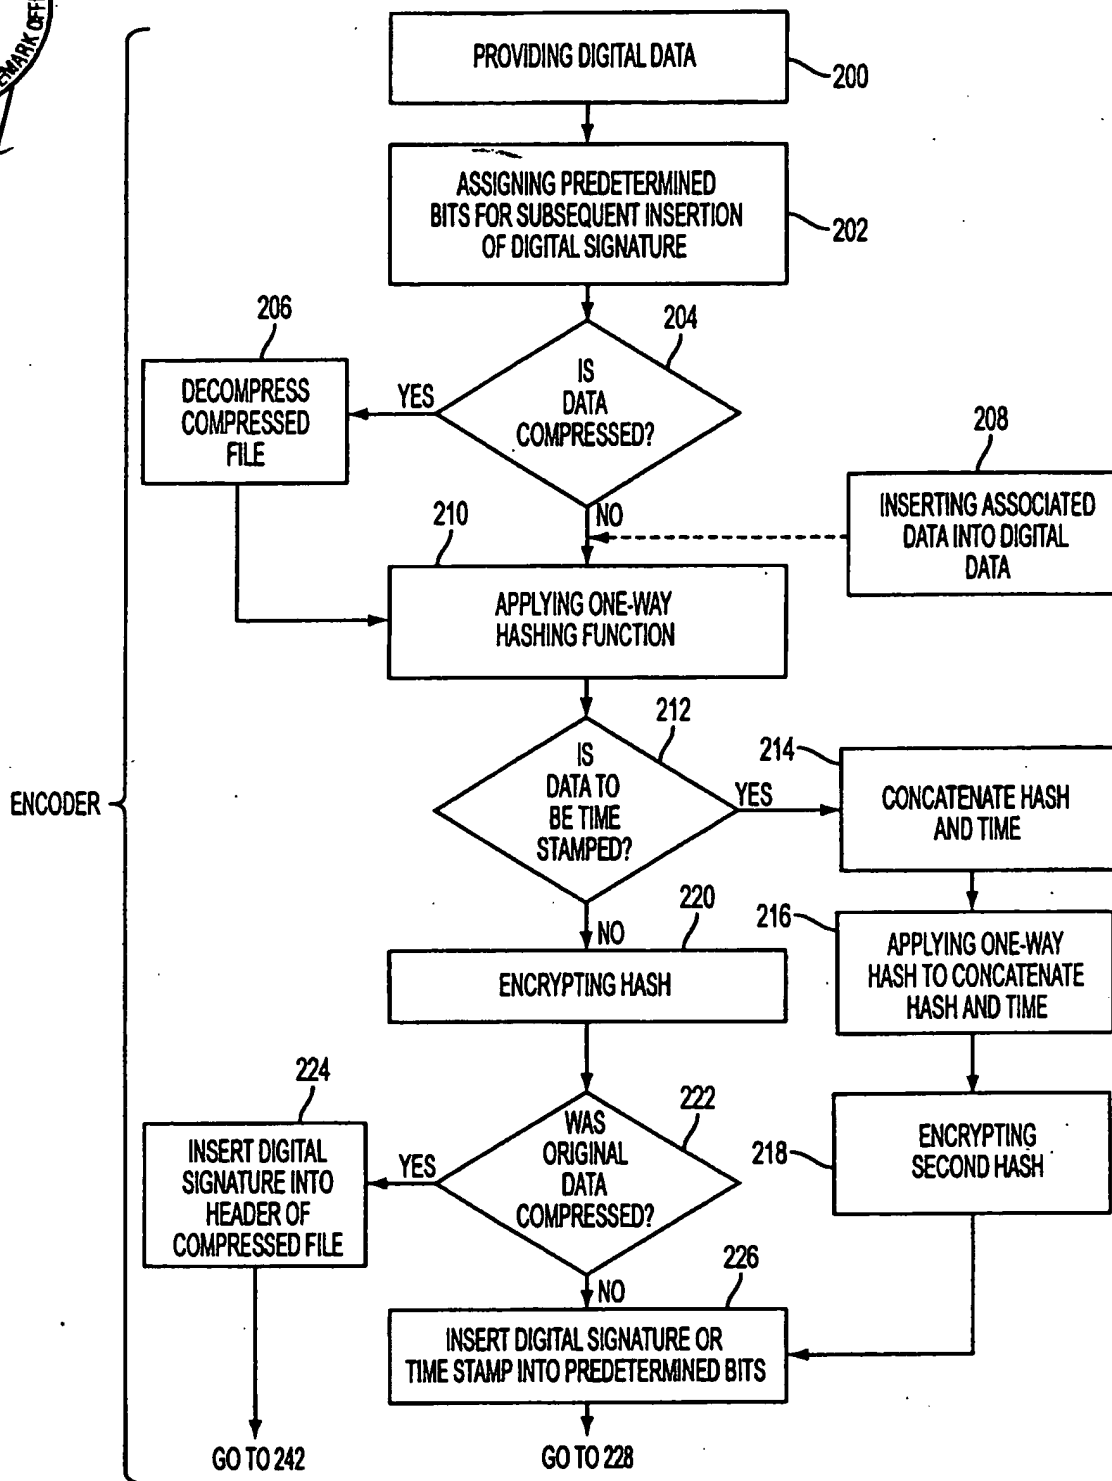 PROVIDING DIGITAL DATA
200
ASSIGNING PREDETERMINED
BITS FOR SUBSEQUENT INSERTION
OF DIGITAL SIGNATURE
202
206
204
DECOMPRESS
COMPRESSED
FILE
YES
IS
DATA
COMPRESSED?
208
INSERTING ASSOCIATED
DATA INTO DIGITAL
DATA
NO
210
APPLYING ONE-WAY
HASHING FUNCTION
212
IS
DATA TO
BE TIME
STAMPED?
YES
214
CONCATENATE HASH
AND TIME
ENCODER
NO
220
216
APPLYING ONE-WAY
HASH TO CONCATENATE
HASH AND TIME
ENCRYPTING HASH
224
222
INSERT DIGITAL
SIGNATURE INTO
HEADER OF
COMPRESSED FILE
YES
WAS
ORIGINAL
DATA
COMPRESSED?
218
ENCRYPTING
SECOND HASH
NO
226
INSERT DIGITAL SIGNATURE OR
TIME STAMP INTO PREDETERMINED BITS
GO TO 242
GO TO 228